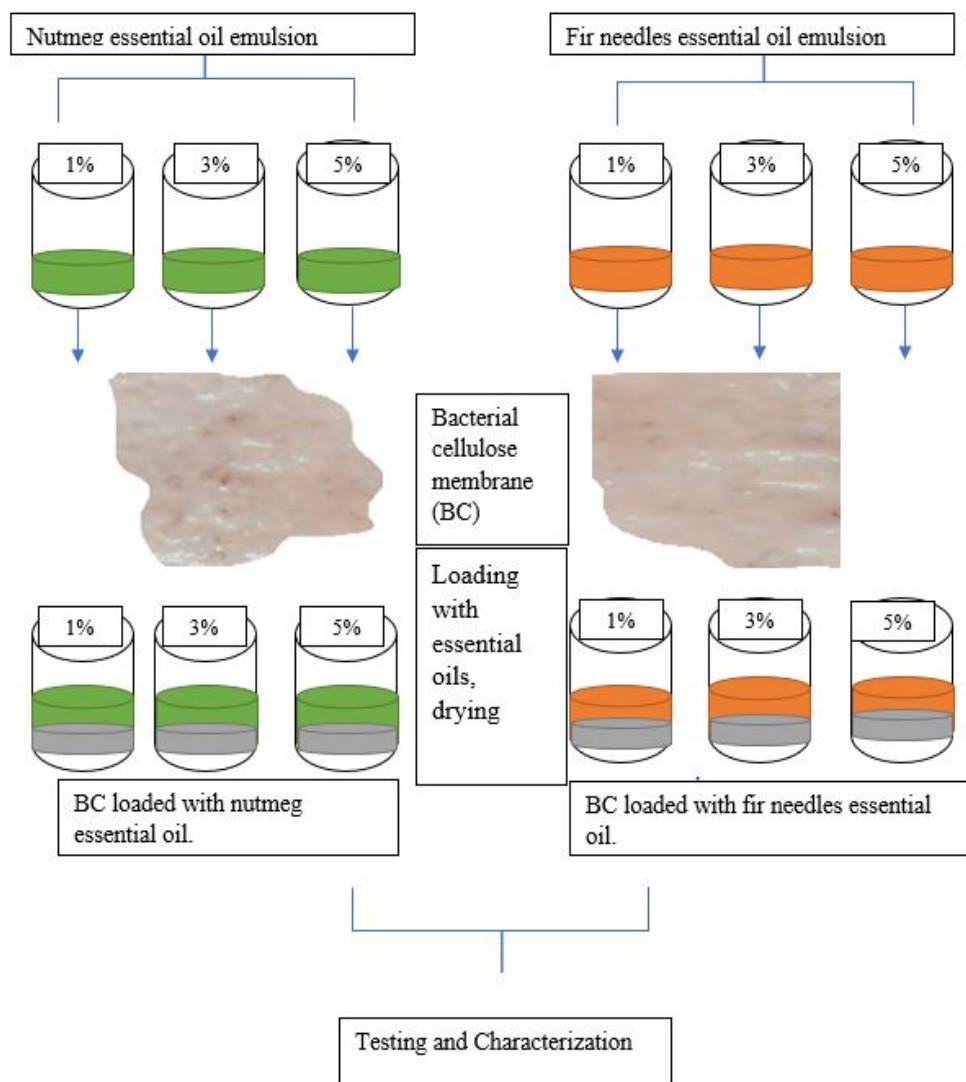 Nutmeg essential oil emulsion
Fir needles essential oil emulsion
1%
3%
5%
1%
3%
5%
Bacterial
cellulose
membrane
(BC)
Loading
with
essential
oils,
drying
1%
3%
5%
1%
3%
5%
BC loaded with nutmeg
essential oil.
BC loaded with fir needles essential
oil.
Testing and Characterization